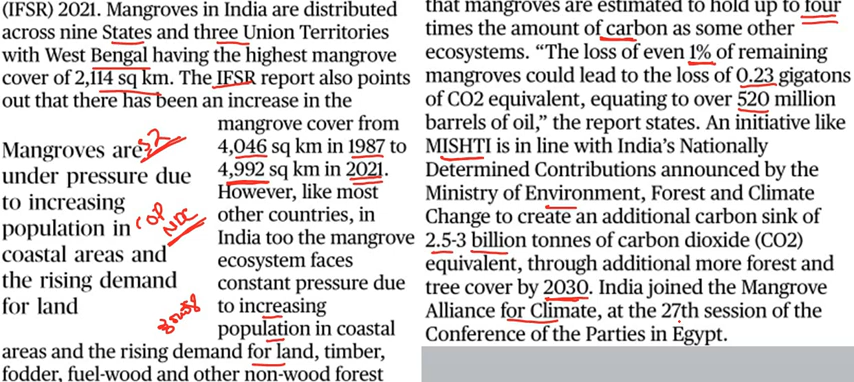 (IFSR) 2021. Mangroves in India are distributed
across nine States and three Union Territories
with West Bengal having the highest mangrove
cover of 2,114 sq km. The IFSR report also points
out that there has been an increase in the
mangrove cover from
4,046 sq km in 1987 to
4,992 sq km in 2021.
However, like most
other countries, in
India too the mangrove
ecosystem faces
constant pressure due
to increasing
population in coastal
areas and the rising demand for land, timber,
fodder, fuel-wood and other non-wood forest
Mangroves are
under pressure due
to increasing
population in
coastal areas and
the rising demand
for land
COP
NDC
that mangroves are estimated to hold up to four
times the amount of carbon as some other
ecosystems. “The loss of even 1% of remaining
mangroves could lead to the loss of 0.23 gigatons
of CO2 equivalent, equating to over 520 million
barrels of oil,” the report states. An initiative like
MISHTI is in line with India’s Nationally
Determined Contributions announced by the
Ministry of Environment, Forest and Climate
Change to create an additional carbon sink of
2.5-3 billion tonnes of carbon dioxide (CO2)
equivalent, through additional more forest and
tree cover by 2030. India joined the Mangrove
Alliance for Climate, at the 27th session of the
Conference of the Parties in Egypt.